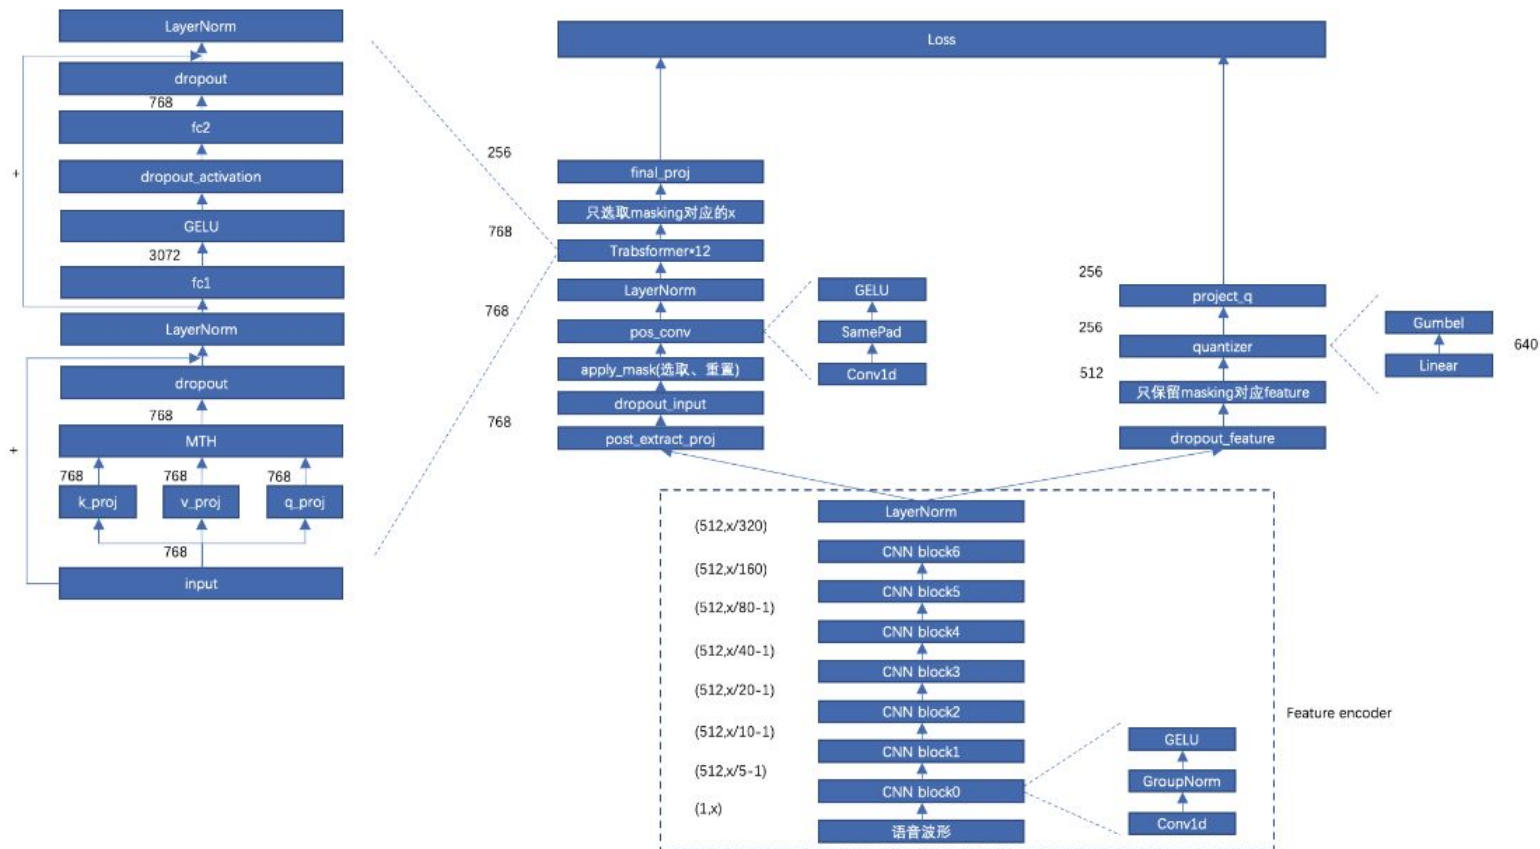 LayerNorm
dropout
768
fc2
dropout_activation
GELU
3072
fc1
LayerNorm
dropout
768
MTH
768
768
768
k_proj
v_proj
q_proj
768
input
+
+
Loss
256
final_proj
只选取masking对应的x
768
Trabsformer*12
LayerNorm
768
pos_conv
apply_mask(选取、重置)
dropout_input
768
post_extract_proj
GELU
SamePad
Conv1d
256
project_q
256
quantizer
512
只保留masking对应feature
dropout_feature
Gumbel
640
Linear
LayerNorm
(512,x/320)
CNN block6
(512,x/160)
CNN block5
(512,x/80-1)
CNN block4
(512,x/40-1)
CNN block3
(512,x/20-1)
CNN block2
(512,x/10-1)
CNN block1
(512,x/5-1)
CNN block0
(1,x)
语音波形
Feature encoder
GELU
GroupNorm
Conv1d